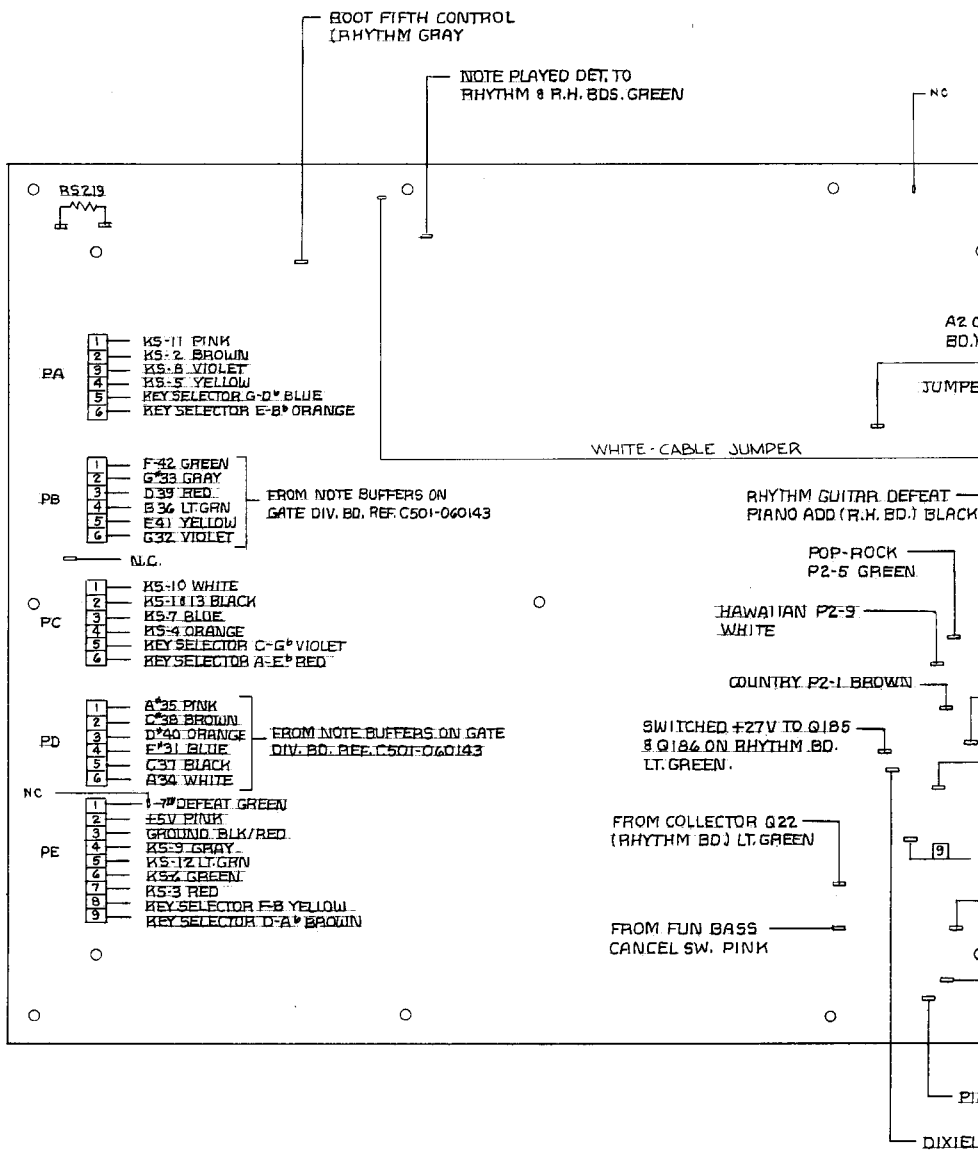 ROOT FIFTH CONTROL
(RHYTHM GRAY
NOTE PLAYED DET. TO
RHYTHM & R.H. BDS. GREEN
NC
RS219
A2
BD.)
JUMPE
PA
1 KS-11 PINK
2 KS-2 BROWN
3 KS-8 VIOLET
4 KS-5 YELLOW
5 KEY SELECTOR G-D♭ BLUE
6 KEY SELECTOR E-B♭ ORANGE
WHITE-CABLE JUMPER
PB
1 F-42 GREEN
2 G#33 GRAY
3 D39 RED
4 B36 LT.GRN
5 E41 YELLOW
6 G32 VIOLET
FROM NOTE BUFFERS ON
GATE DIV. BD. REF. C501-060143
RHYTHM GUITAR DEFEAT
PIANO ADD (R.H. BD.) BLACK
N.C.
POP-ROCK
P2-5 GREEN
PC
1 KS-10 WHITE
2 KS-1&13 BLACK
3 KS-7 BLUE
4 KS-4 ORANGE
5 KEY SELECTOR C-G♭ VIOLET
6 KEY SELECTOR A-E♭ RED
HAWAIIAN P2-9
WHITE
COUNTRY P2-1 BROWN
PD
1 A#35 PINK
2 C#38 BROWN
3 D#40 ORANGE
4 F#31 BLUE
5 C37 BLACK
6 A34 WHITE
FROM NOTE BUFFERS ON GATE
DIV. BD. REF. C501-060143
SWITCHED +27V TO Q185
& Q186 ON RHYTHM BD.
LT. GREEN.
NC
PE
1 7TH DEFEAT GREEN
2 +5V PINK
3 GROUND BLK/RED
4 KS-9 GRAY
5 KS-12 LT.GRN
6 KS-6 GREEN
7 KS-3 RED
8 KEY SELECTOR F-B YELLOW
9 KEY SELECTOR D-A♭ BROWN
FROM COLLECTOR Q22
(RHYTHM BD.) LT. GREEN
9
FROM FUN BASS
CANCEL SW. PINK
DIXIEL